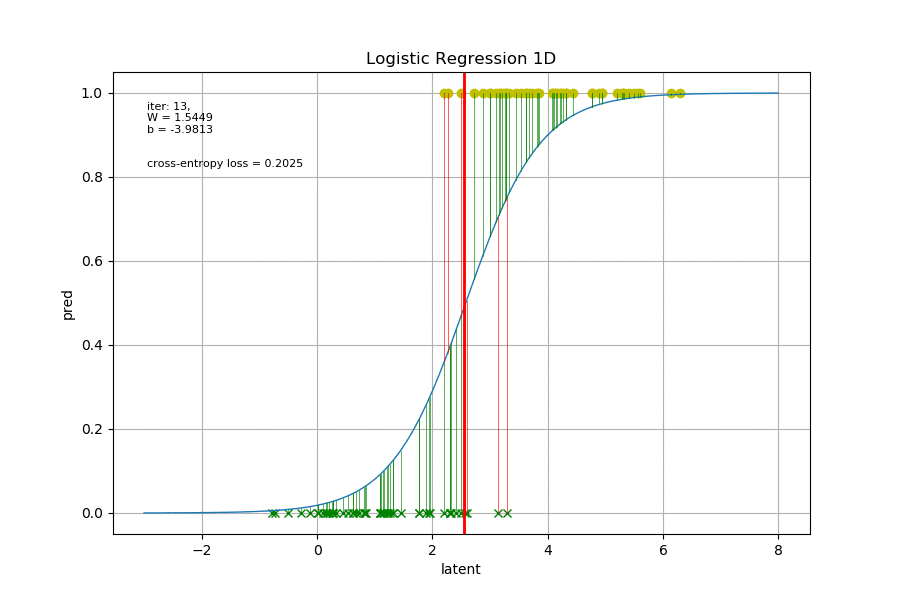 Logistic Regression 1D
iter: 13,
W = 1.5449
b = -3.9813
cross-entropy loss = 0.2025
1.0
0.8
0.6
0.4
0.2
0.0
pred
−2 0 2 4 6 8
latent